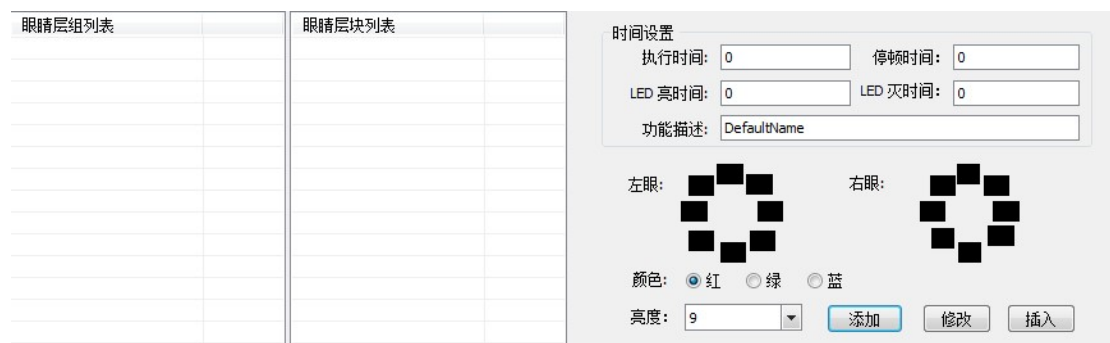 眼睛层组列表
眼睛层块列表
时间设置
执行时间: 0 停顿时间: 0
LED 亮时间: 0 LED 灭时间: 0
功能描述: DefaultName
左眼: 右眼:
颜色: 红 绿 蓝
亮度: 9 添加 修改 插入